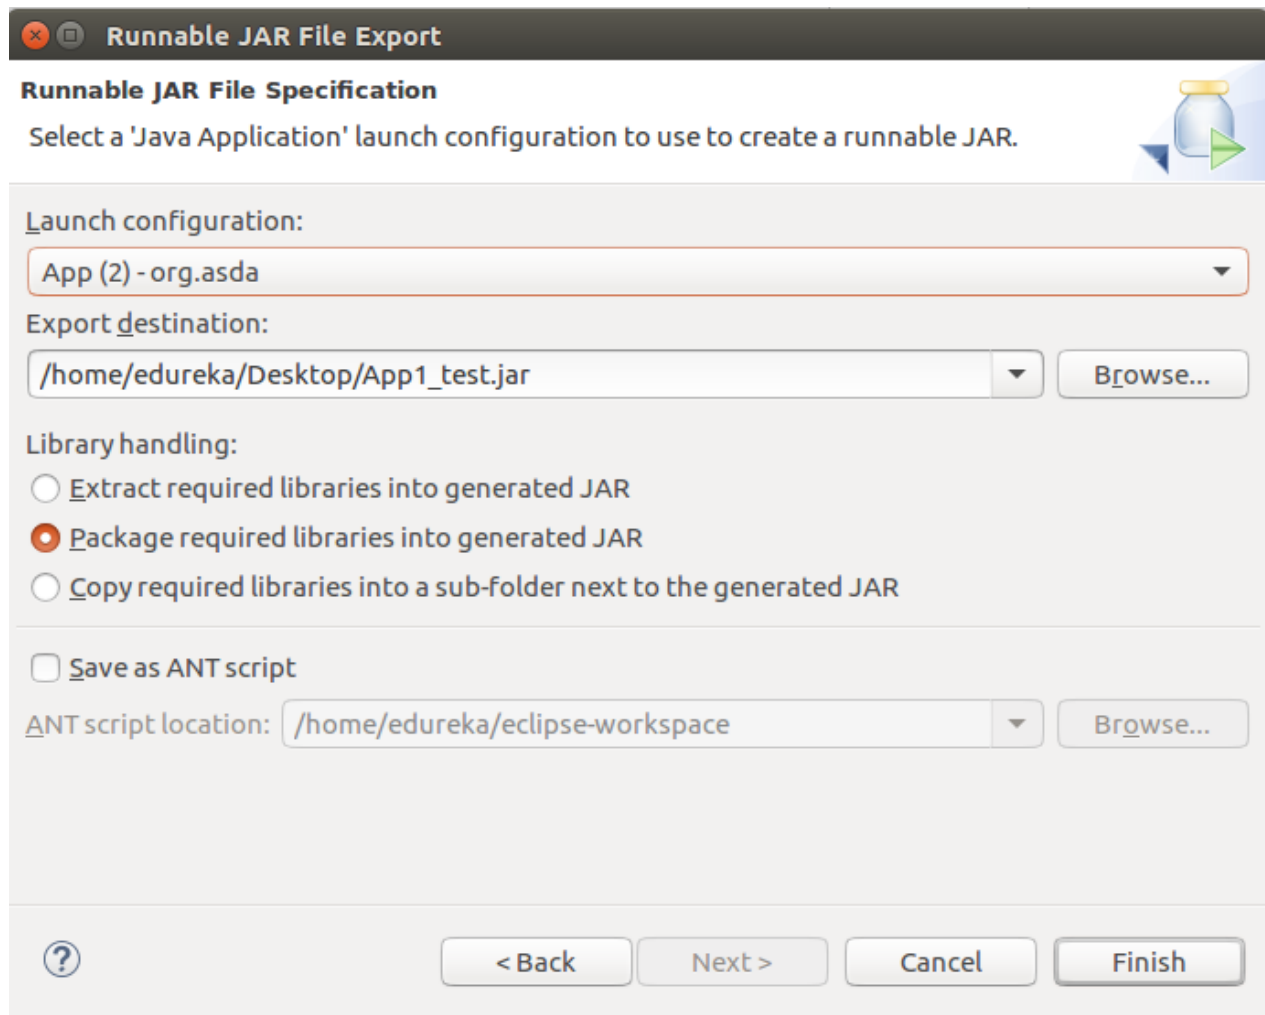 Runnable JAR File Export
Runnable JAR File Specification
Select a 'Java Application' launch configuration to use to create a runnable JAR.
Launch configuration:
App (2) - org.asda
Export destination:
/home/edureka/Desktop/App1_test.jar
Browse...
Library handling:
Extract required libraries into generated JAR
Package required libraries into generated JAR
Copy required libraries into a sub-folder next to the generated JAR
Save as ANT script
ANT script location: /home/edureka/eclipse-workspace Browse...
? < Back Next > Cancel Finish